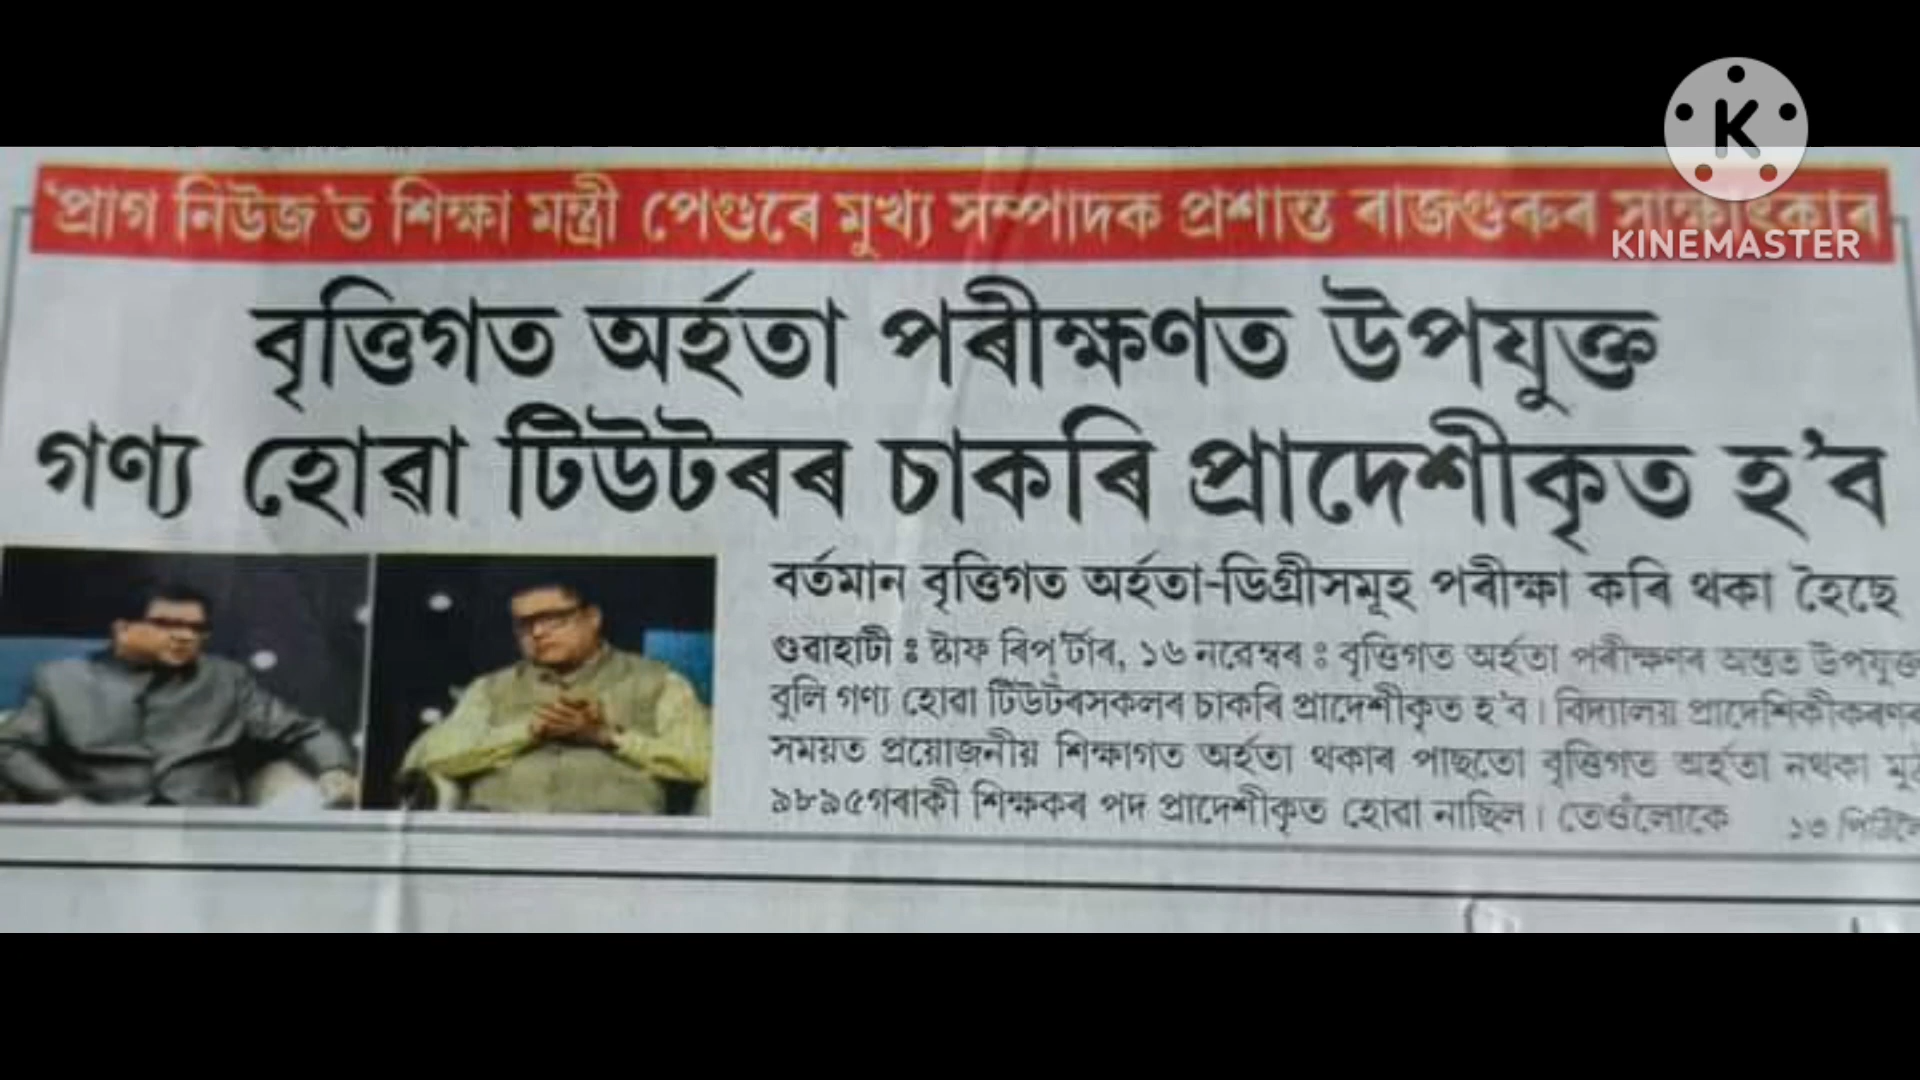 'প্ৰাগ নিউজ'ত শিক্ষা মন্ত্ৰী পেগুৰে মুখ্য সম্পাদক প্ৰশান্ত ৰাজগুৰুৰ সাক্ষাৎকাৰ
KINEMASTER
বৃত্তিগত অৰ্হতা পৰীক্ষণত উপযুক্ত
গণ্য হোৱা টিউটৰৰ চাকৰি প্ৰাদেশীকৃত হ'ব
বৰ্তমান বৃত্তিগত অৰ্হতা-ডিগ্ৰীসমূহ পৰীক্ষা কৰি থকা হৈছে
গুৱাহাটী ঃ ষ্টাফ ৰিপ'ৰ্টাৰ, ১৬ নৱেম্বৰ ঃ বৃত্তিগত অৰ্হতা পৰীক্ষণৰ অন্তত উপযুক্ত
বুলি গণ্য হোৱা টিউটৰসকলৰ চাকৰি প্ৰাদেশীকৃত হ'ব। বিদ্যালয় প্ৰাদেশিকীকৰণৰ
সময়ত প্ৰয়োজনীয় শিক্ষাগত অৰ্হতা থকাৰ পাছতো বৃত্তিগত অৰ্হতা নথকা মুঠ
৯৮৯৫গৰাকী শিক্ষকৰ পদ প্ৰাদেশীকৃত হোৱা নাছিল। তেওঁলোকে
১৩ পিঠিলৈ